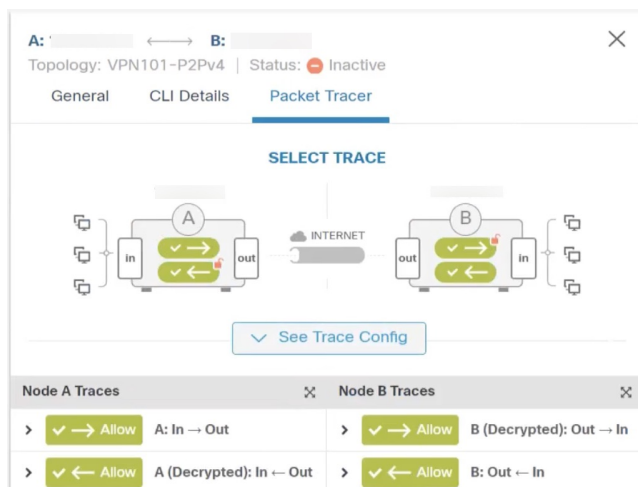 A: B:
Topology: VPN101-P2Pv4 | Status: Inactive
General CLI Details Packet Tracer
SELECT TRACE
A B
INTERNET
in out out in
See Trace Config
Node A Traces Node B Traces
Allow A: In → Out Allow B (Decrypted): Out → In
Allow A (Decrypted): In ← Out Allow B: Out ← In